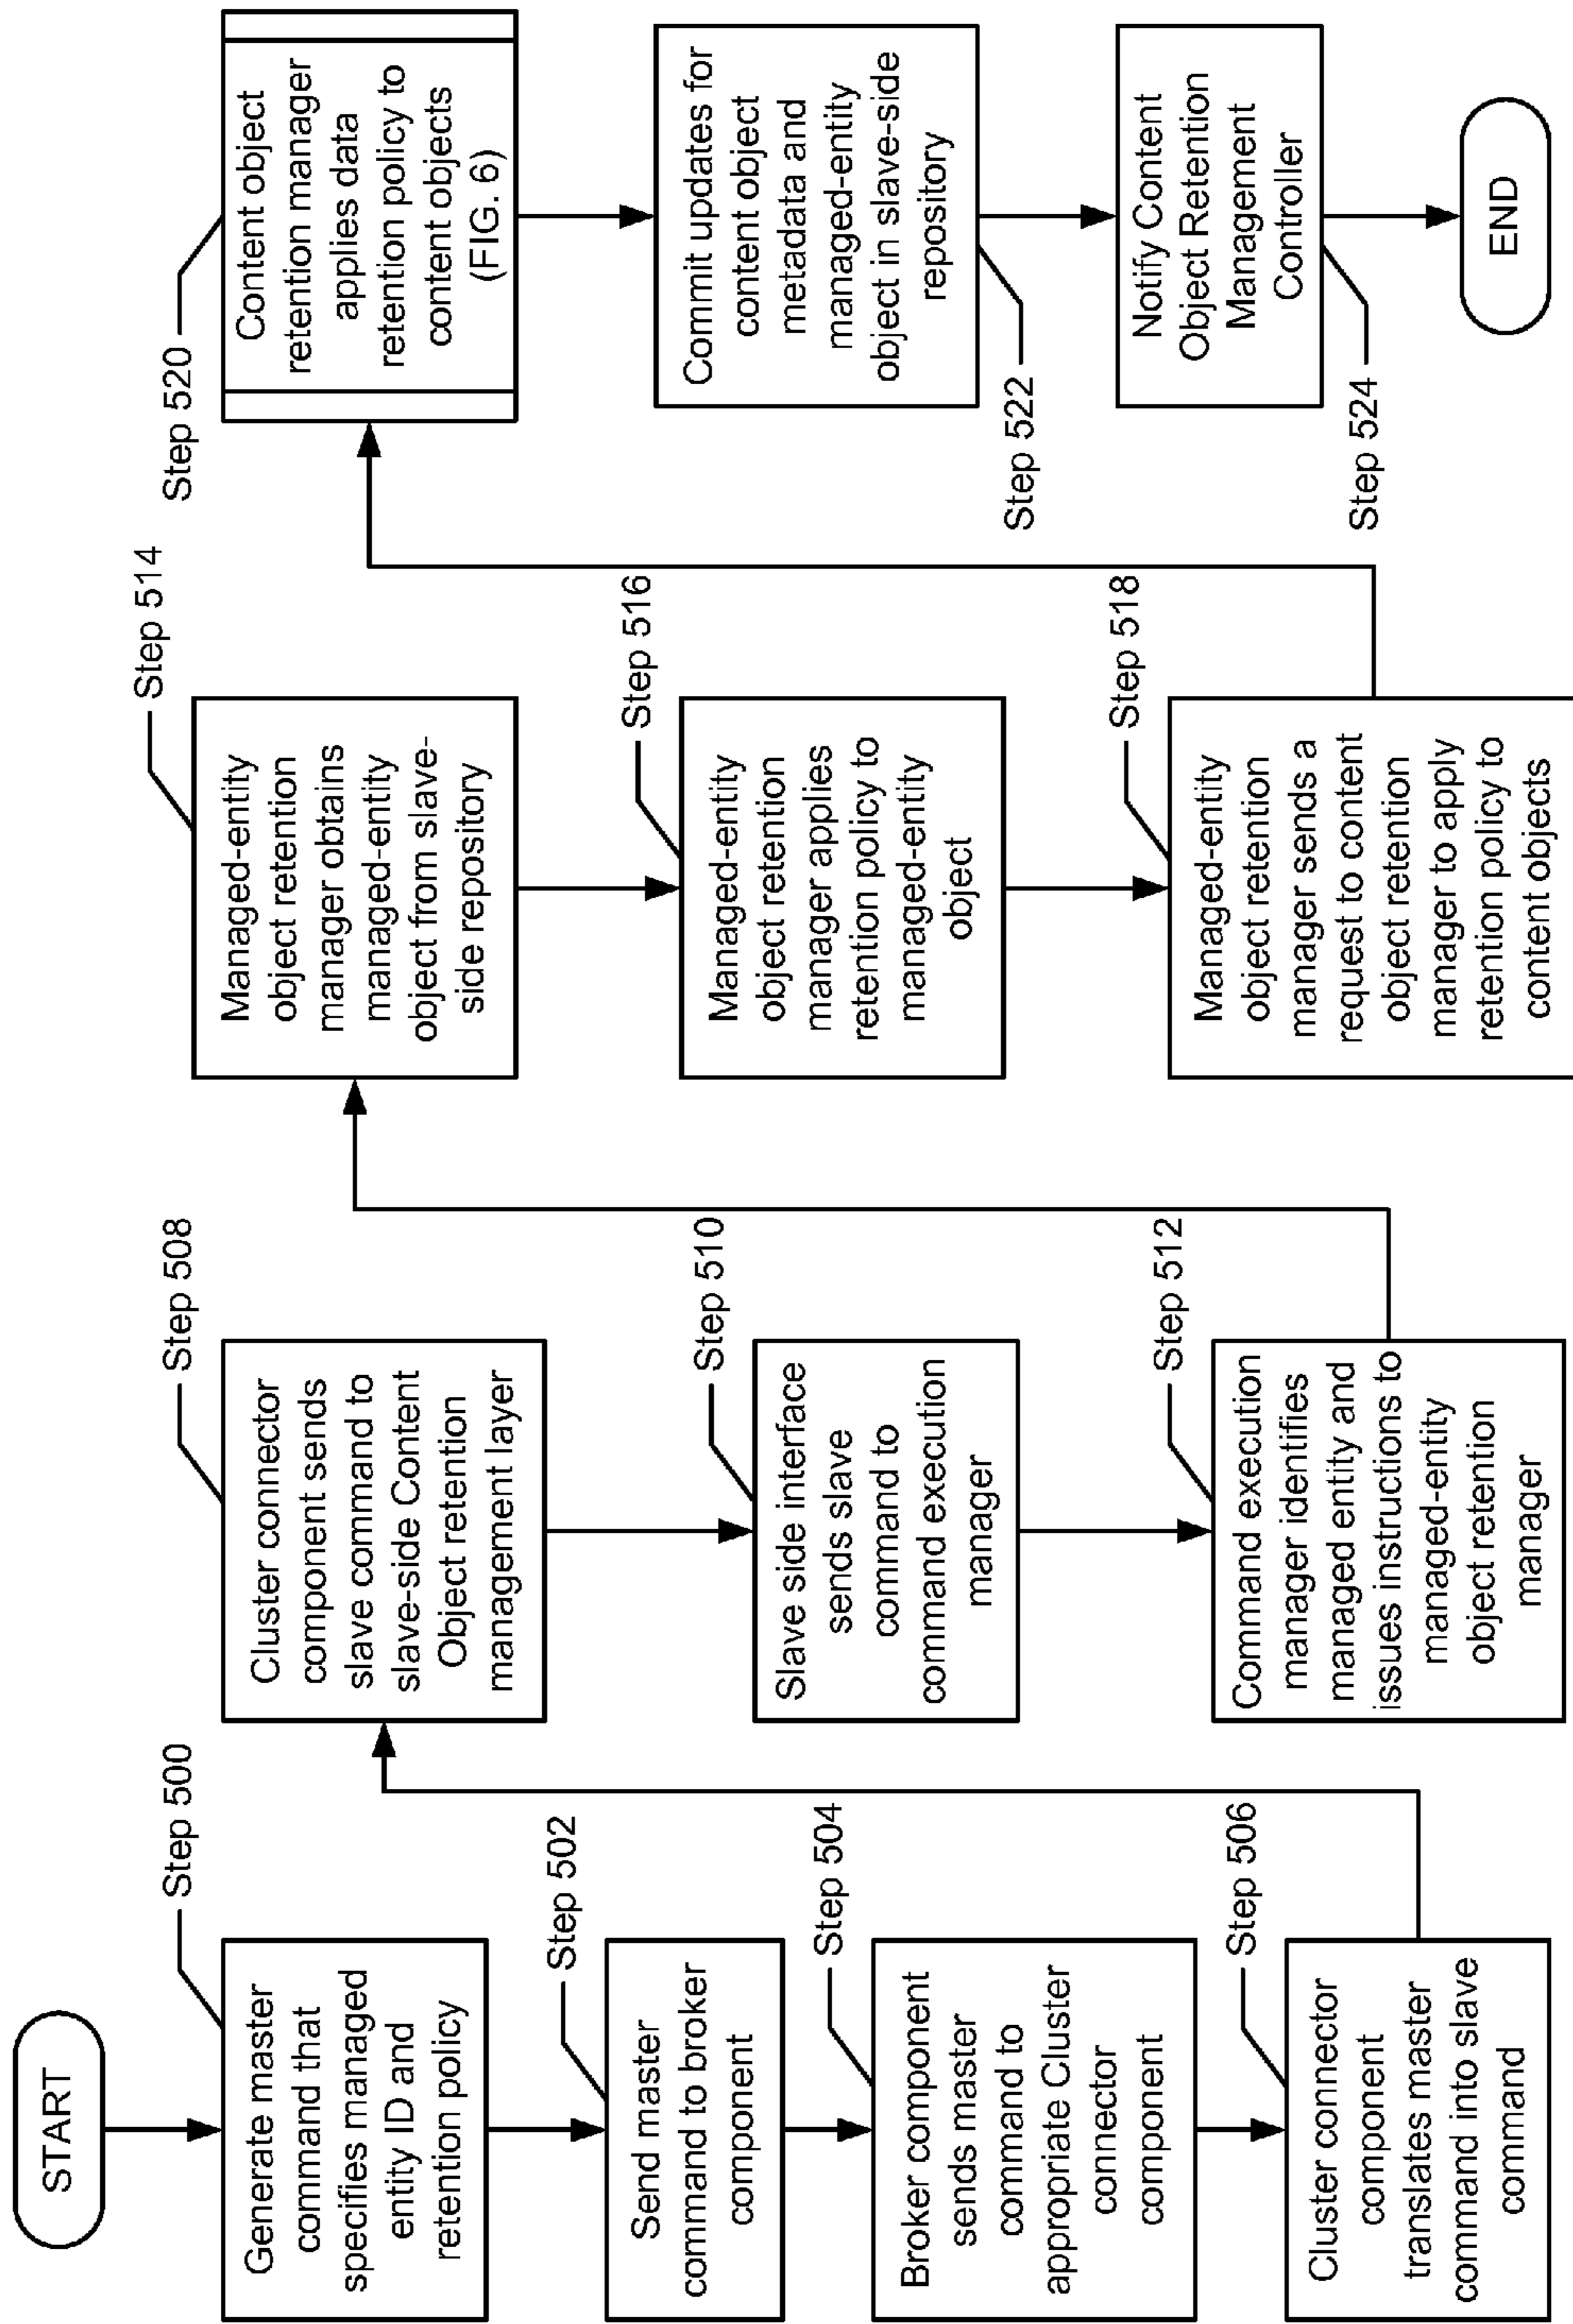 START
Step 500
Generate master
command that
specifies managed
entity ID and
retention policy
Step 502
Send master
command to broker
component
Step 504
Broker component
sends master
command to
appropriate Cluster
connector
component
Step 506
Cluster connector
component
translates master
command into slave
command
Step 508
Cluster connector
component sends
slave command to
slave-side Content
Object retention
management layer
Step 510
Slave side interface
sends slave
command to
command execution
manager
Step 512
Command execution
manager identifies
managed entity and
issues instructions to
managed-entity
object retention
manager
Step 514
Managed-entity
object retention
manager obtains
managed-entity
object from slave-
side repository
Step 516
Managed-entity
object retention
manager applies
retention policy to
managed-entity
object
Step 518
Managed-entity
object retention
manager sends a
request to content
object retention
manager to apply
retention policy to
content objects
Step 520
Content object
retention manager
applies data
retention policy to
content objects
(FIG. 6)
Commit updates for
content object
metadata and
managed-entity
object in slave-side
repository
Step 522
Notify Content
Object Retention
Management
Controller
Step 524
END